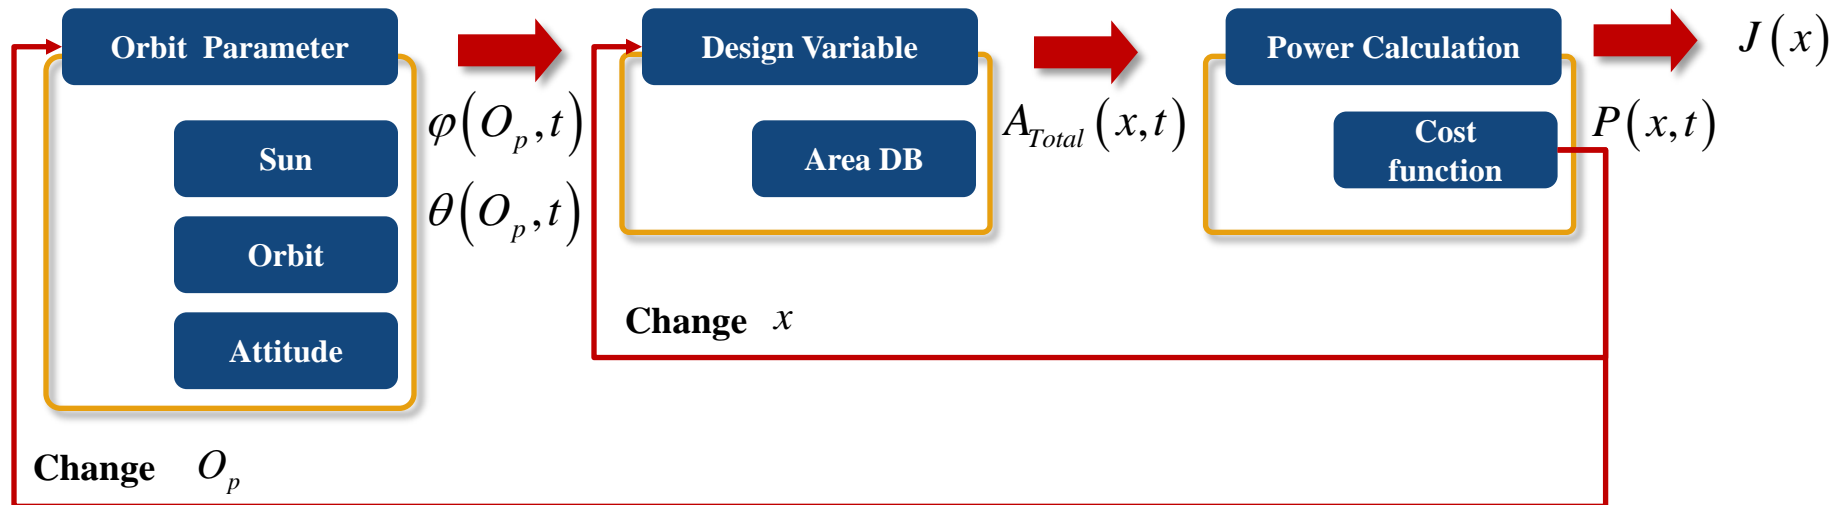 Orbit Parameter
Sun
Orbit
Attitude
φ(O_p, t)
θ(O_p, t)
Design Variable
Area DB
A_Total(x, t)
Power Calculation
Cost
function
J(x)
P(x, t)
Change x
Change O_p